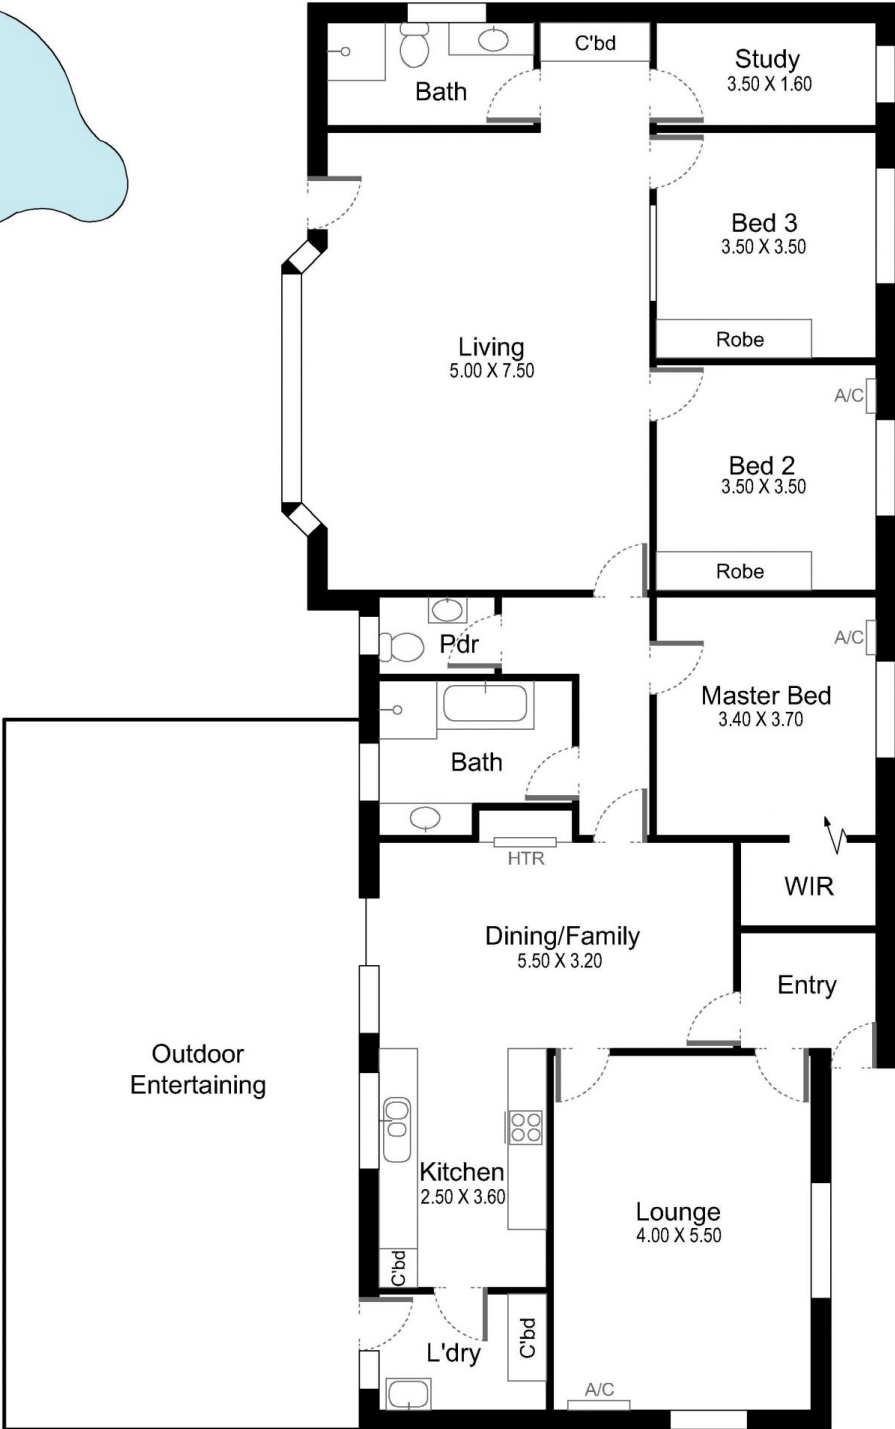 C'bd
Study
3.50 X 1.60
Bath
Bed 3
3.50 X 3.50
Robe
Living
5.00 X 7.50
A/C
Bed 2
3.50 X 3.50
Robe
Pdr
A/C
Master Bed
3.40 X 3.70
Bath
HTR
WIR
Dining/Family
5.50 X 3.20
Entry
Outdoor
Entertaining
Kitchen
2.50 X 3.60
Lounge
4.00 X 5.50
C'bd
C'bd
L'dry
A/C